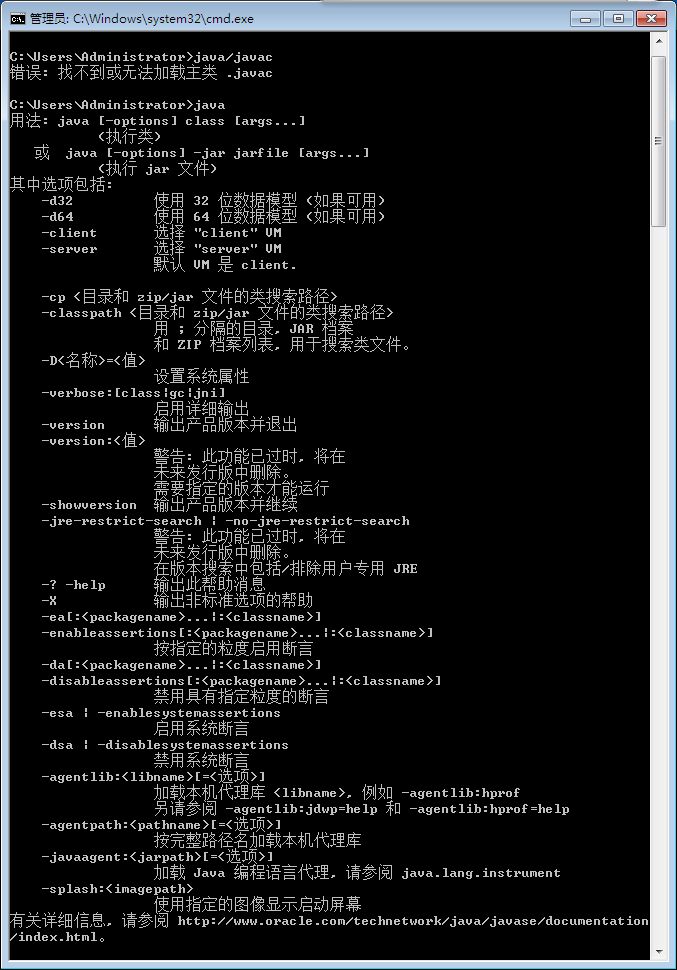 管理员: C:\Windows\system32\cmd.exe
C:\Users\Administrator>java/javac
错误: 找不到或无法加载主类 .javac
C:\Users\Administrator>java
用法: java [-options] class [args...]
(执行类)
或 java [-options] -jar jarfile [args...]
(执行 jar 文件)
其中选项包括:
-d32 使用 32 位数据模型 (如果可用)
-d64 使用 64 位数据模型 (如果可用)
-client 选择 "client" VM
-server 选择 "server" VM
默认 VM 是 client.
-cp <目录和 zip/jar 文件的类搜索路径>
-classpath <目录和 zip/jar 文件的类搜索路径>
用 ; 分隔的目录, JAR 档案
和 ZIP 档案列表, 用于搜索类文件。
-D<名称>=<值>
设置系统属性
-verbose:[class|gc|jni]
启用详细输出
-version 输出产品版本并退出
-version:<值>
警告: 此功能已过时, 将在
未来发行版中删除。
需要指定的版本才能运行
-showversion 输出产品版本并继续
-jre-restrict-search | -no-jre-restrict-search
警告: 此功能已过时, 将在
未来发行版中删除。
在版本搜索中包括/排除用户专用 JRE
-? -help 输出此帮助消息
-X 输出非标准选项的帮助
-ea[:<packagename>...|:<classname>]
-enableassertions[:<packagename>...|:<classname>]
按指定的粒度启用断言
-da[:<packagename>...|:<classname>]
-disableassertions[:<packagename>...|:<classname>]
禁用具有指定粒度的断言
-esa | -enablesystemassertions
启用系统断言
-dsa | -disablesystemassertions
禁用系统断言
-agentlib:<libname>[=<选项>]
加载本机代理库 <libname>, 例如 -agentlib:hprof
另请参阅 -agentlib:jdwp=help 和 -agentlib:hprof=help
-agentpath:<pathname>[=<选项>]
按完整路径名加载本机代理库
-javaagent:<jarpath>[=<选项>]
加载 Java 编程语言代理, 请参阅 java.lang.instrument
-splash:<imagepath>
使用指定的图像显示启动屏幕
有关详细信息, 请参阅 http://www.oracle.com/technetwork/java/javase/documentation
/index.html。